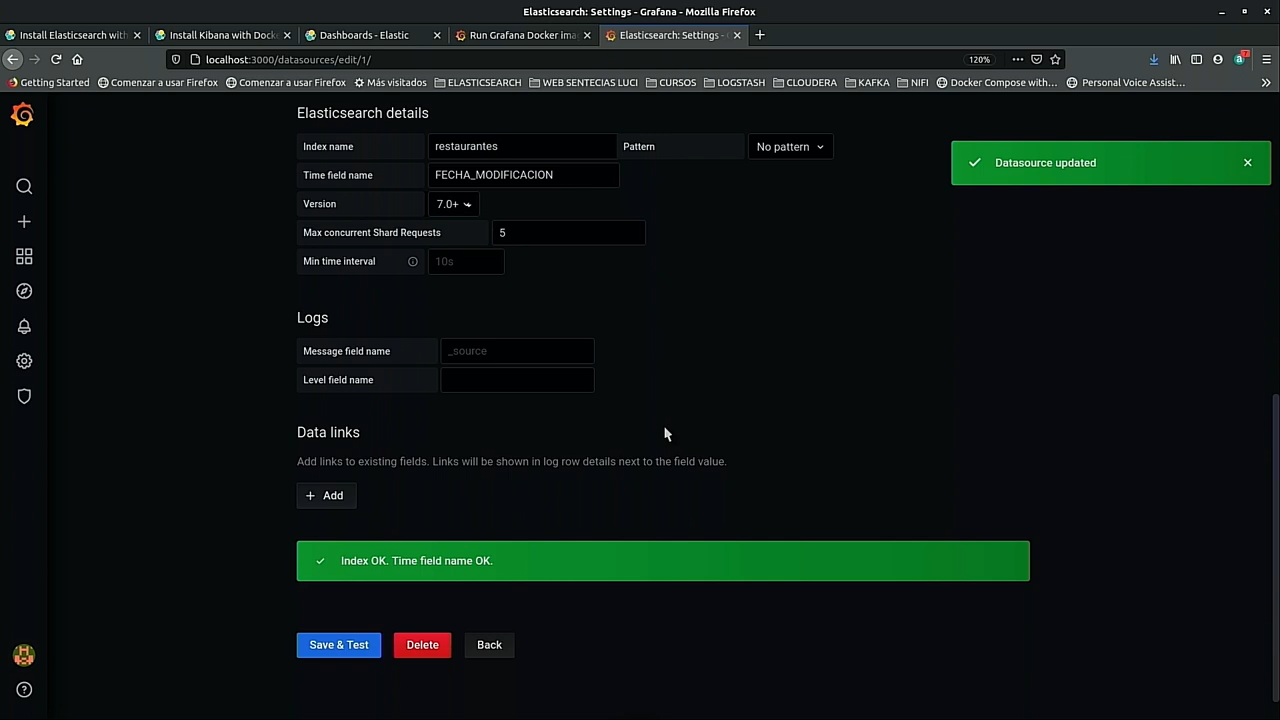 Elasticsearch: Settings - Grafana - Mozilla Firefox
Install Elasticsearch with
Install Kibana with Docke
Dashboards - Elastic
Run Grafana Docker ima
Elasticsearch: Settings -
localhost:3000/datasources/edit/1/
120%
Getting Started
Comenzar a usar Firefox
Comenzar a usar Firefox
Más visitados
ELASTICSEARCH
WEB SENTECIAS LUCI
CURSOS
LOGSTASH
CLOUDERA
KAFKA
NIFI
Docker Compose with…
Personal Voice Assist…
Elasticsearch details
Index name restaurantes Pattern No pattern
Datasource updated
Time field name FECHA_MODIFICACION
Version 7.0+
Max concurrent Shard Requests 5
Min time interval 10s
Logs
Message field name _source
Level field name
Data links
Add links to existing fields. Links will be shown in log row details next to the field value.
+ Add
Index OK. Time field name OK.
Save & Test Delete Back